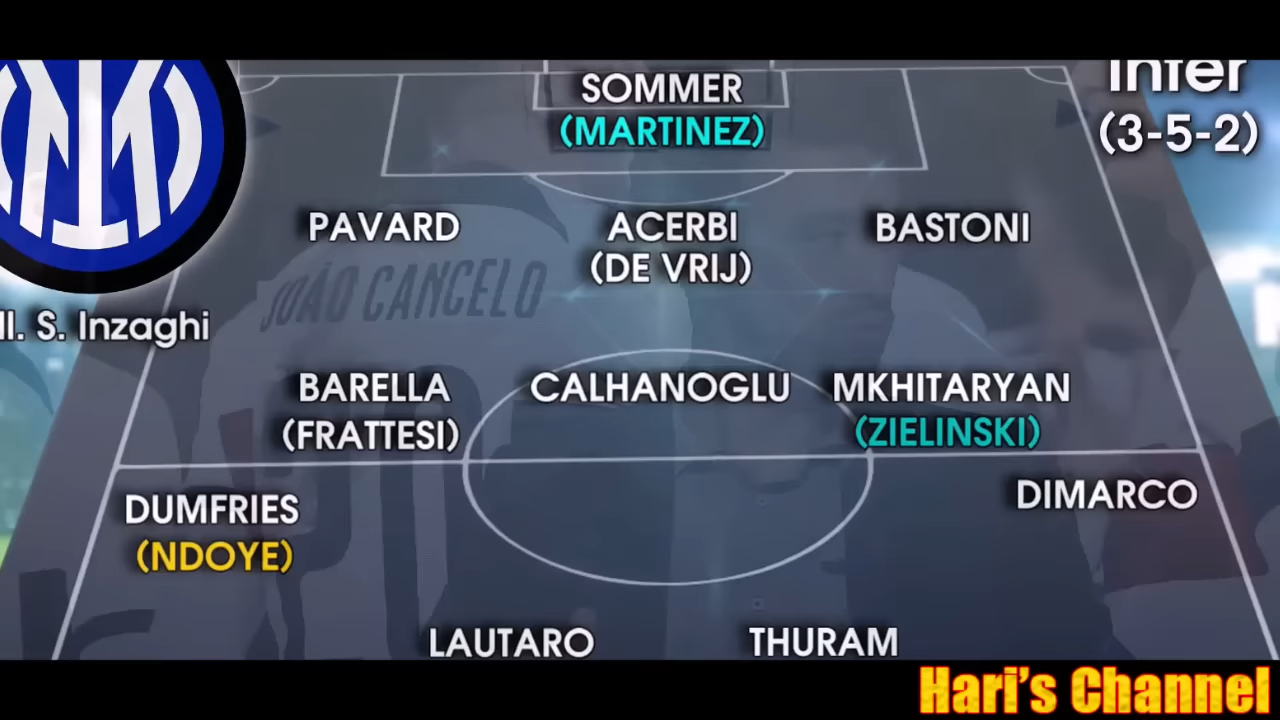 Inter
(3-5-2)
SOMMER
(MARTINEZ)
PAVARD
ACERBI
(DE VRIJ)
BASTONI
JOÃO CANCELO
ll. S. Inzaghi
BARELLA
(FRATTESI)
CALHANOGLU
MKHITARYAN
(ZIELINSKI)
DUMFRIES
(NDOYE)
DIMARCO
LAUTARO
THURAM
Hari's Channel